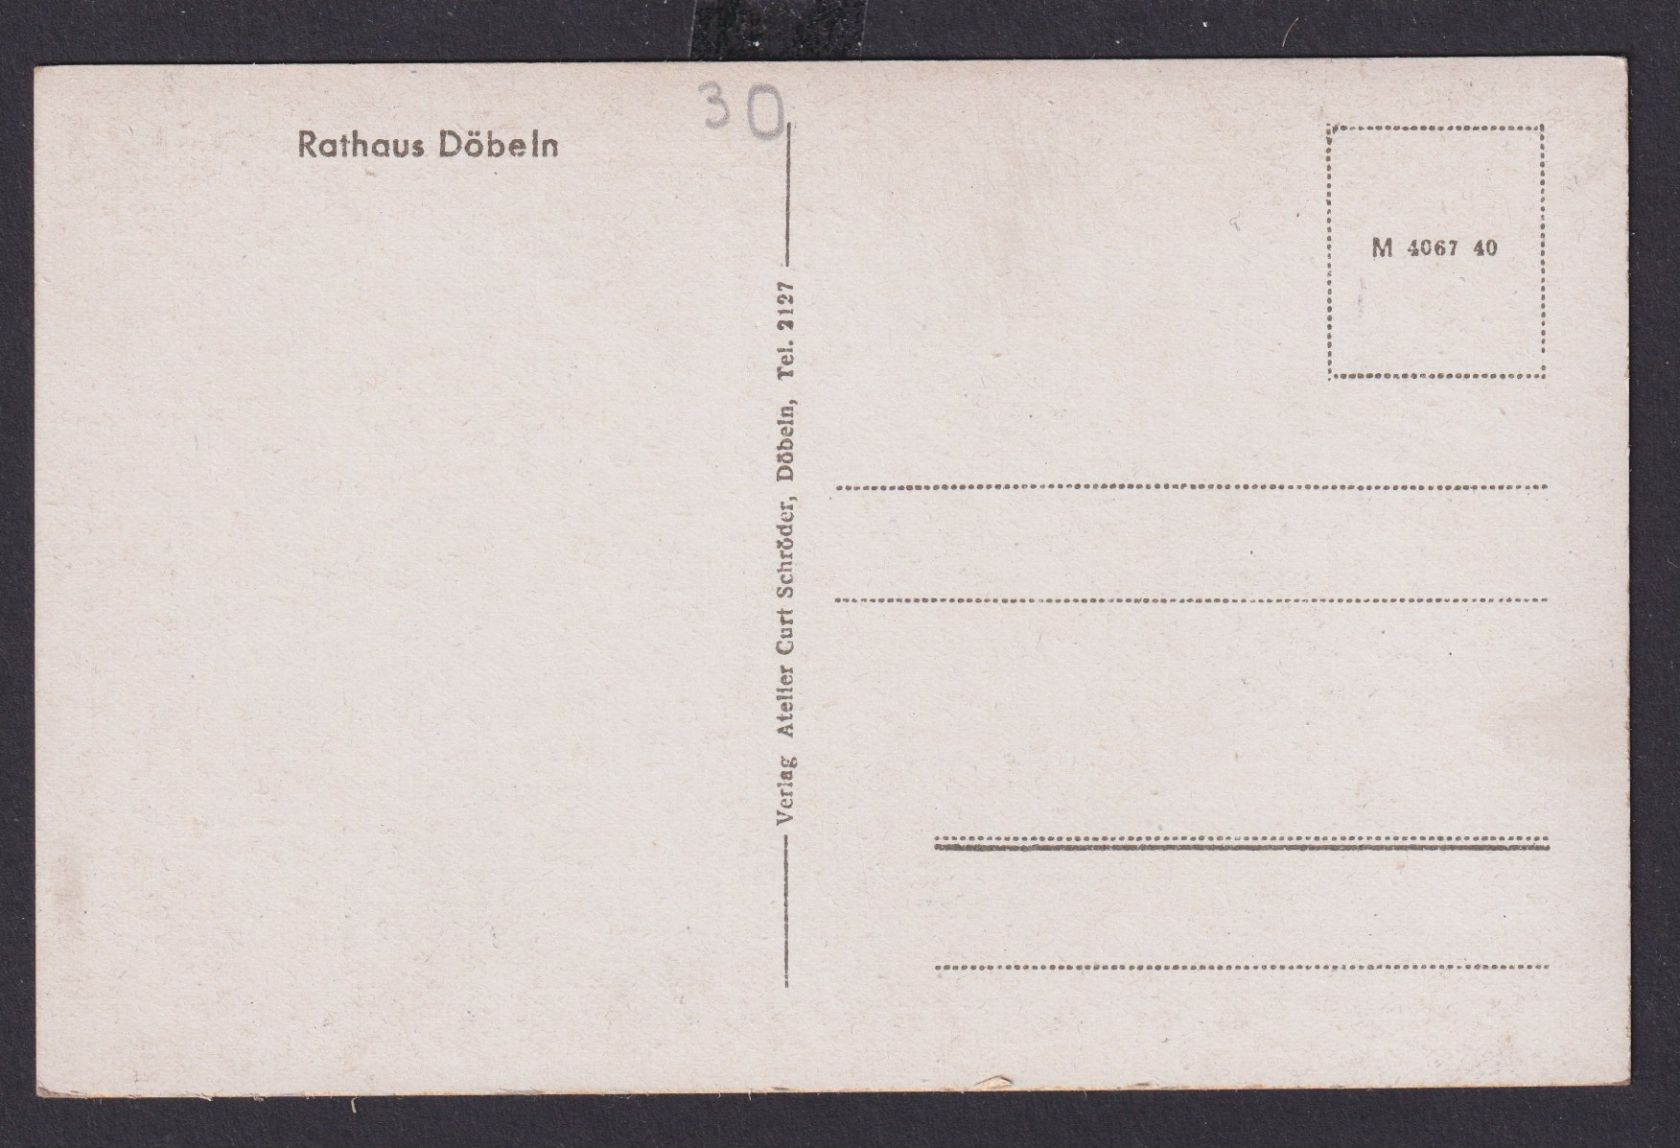 30
Rathaus Döbeln
M 4067 40
Verlag Atelier Curt Schröder, Döbeln, Tel. 2127